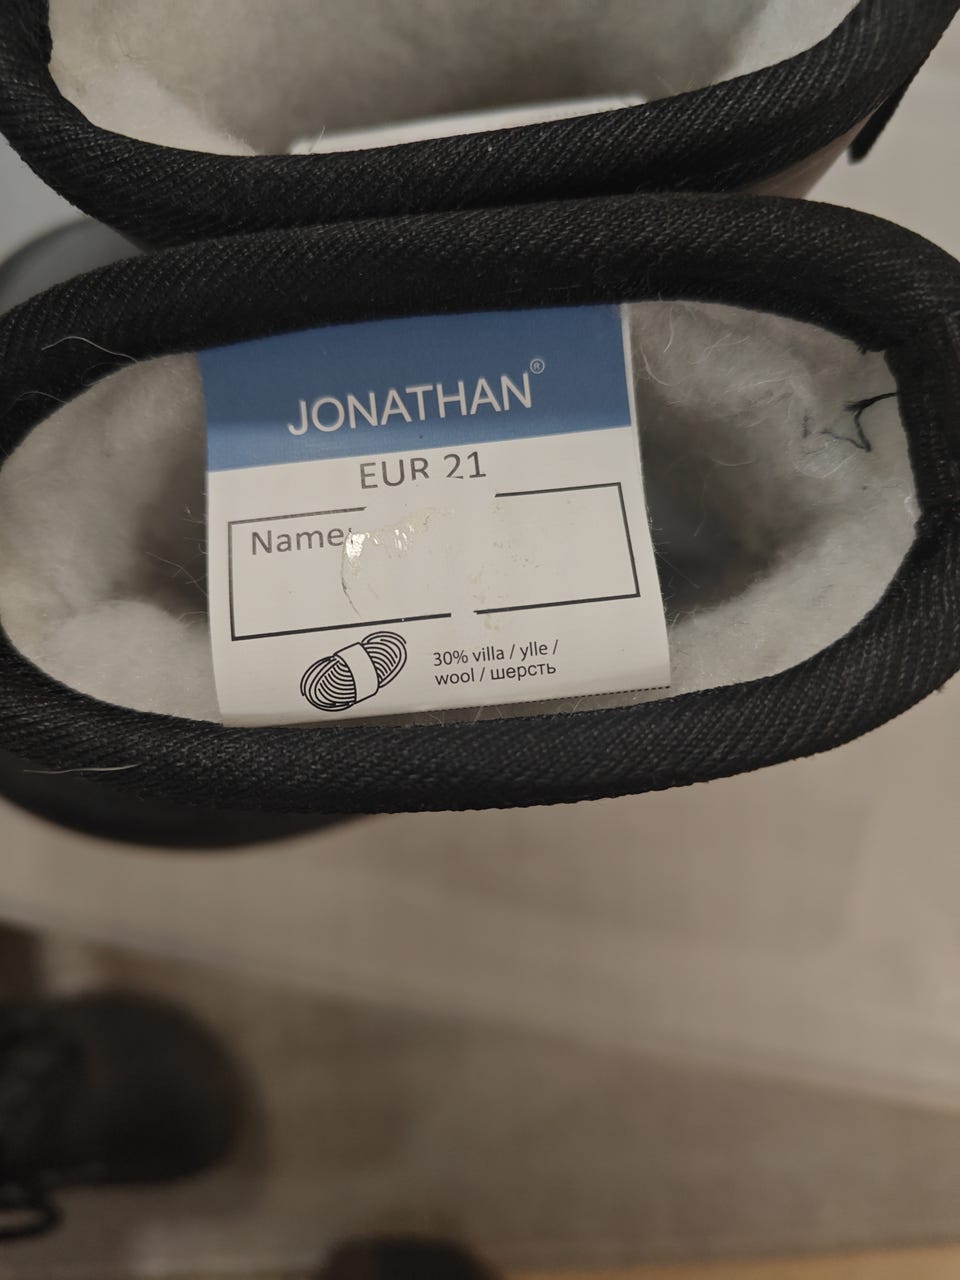 JONATHAN®
EUR 21
Name:
30% villa / ylle /
wool / шерсть